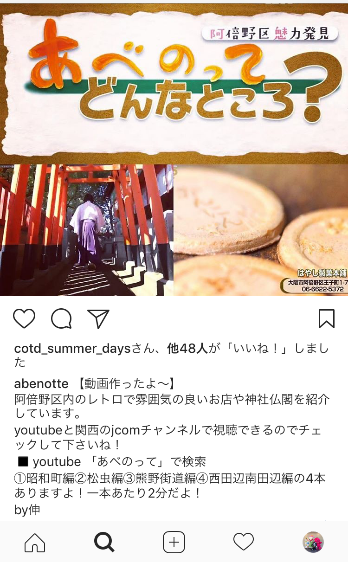 阿倍野区魅力発見
あべのって
どんなところ?
はやし製菓本舗
大阪市阿倍野区王子町1-7
06-6622-5372
cotd_summer_daysさん、他48人が「いいね！」しまし
た
abenotte 【動画作ったよ〜】
阿倍野区内のレトロで雰囲気の良いお店や神社仏閣を紹介
しています。
youtubeと関西のjcomチャンネルで視聴できるのでチェ
ックして下さいね！
■ youtube 「あべのって」で検索
①昭和町編②松虫編③熊野街道編④西田辺南田辺編の4本
ありますよ！一本あたり2分だよ！
by伸